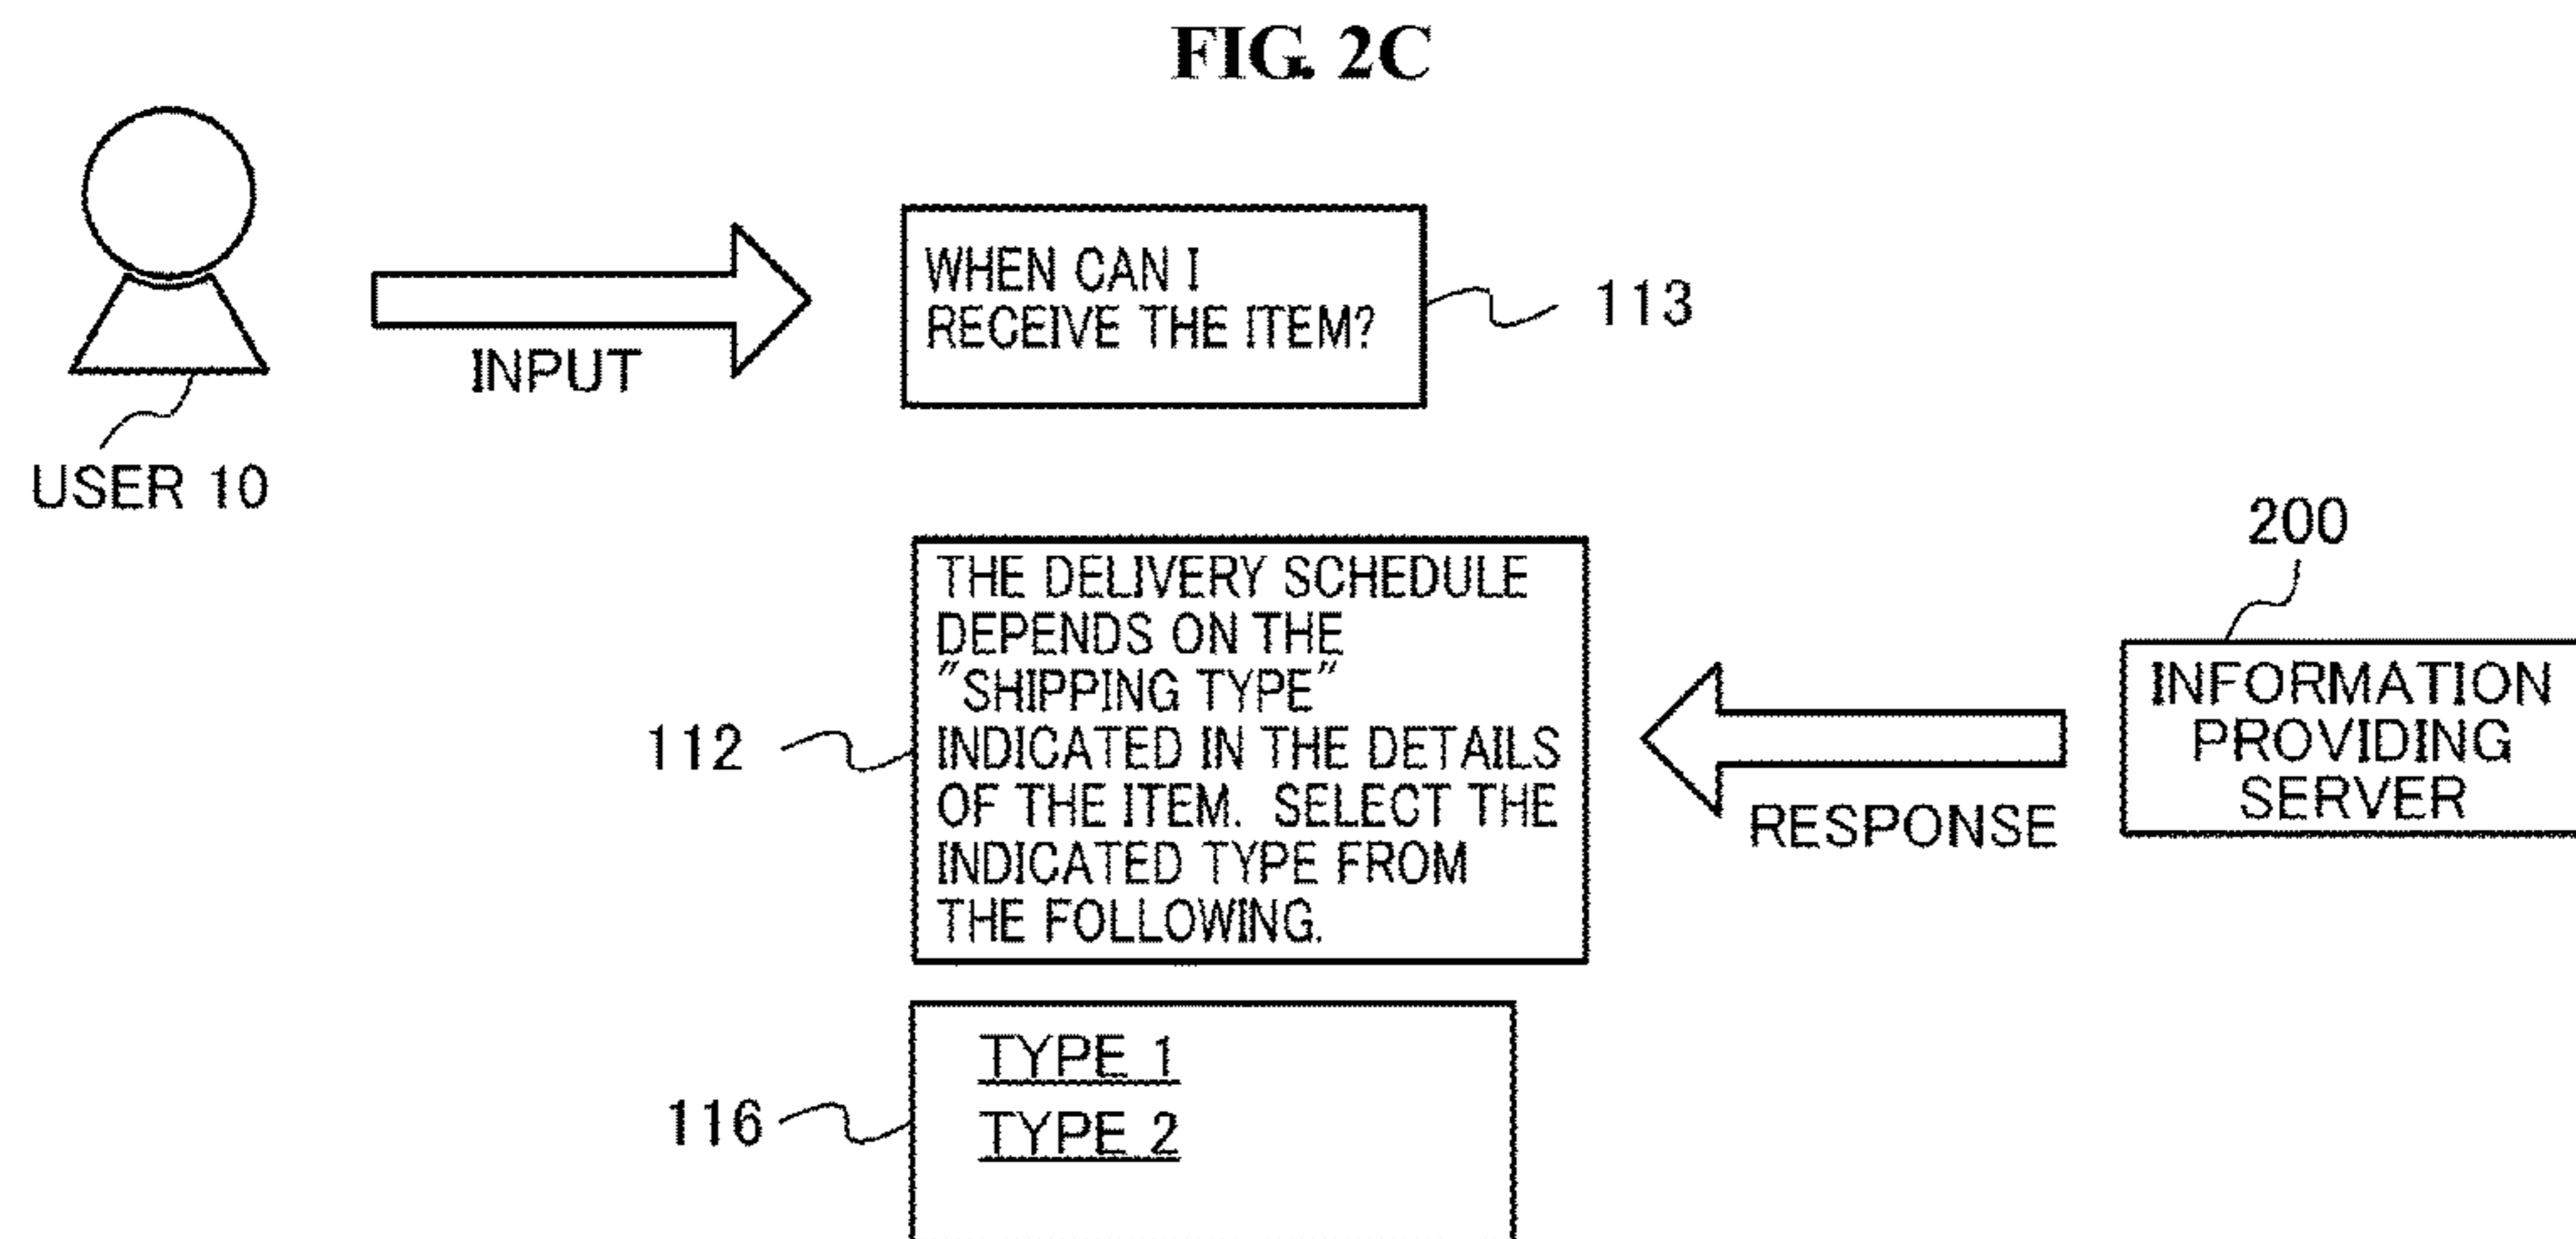 FIG. 2C
WHEN CAN I
RECEIVE THE ITEM?
113
INPUT
USER 10
THE DELIVERY SCHEDULE
DEPENDS ON THE
"SHIPPING TYPE"
INDICATED IN THE DETAILS
OF THE ITEM. SELECT THE
INDICATED TYPE FROM
THE FOLLOWING.
112
200
INFORMATION
PROVIDING
SERVER
RESPONSE
TYPE 1
TYPE 2
116